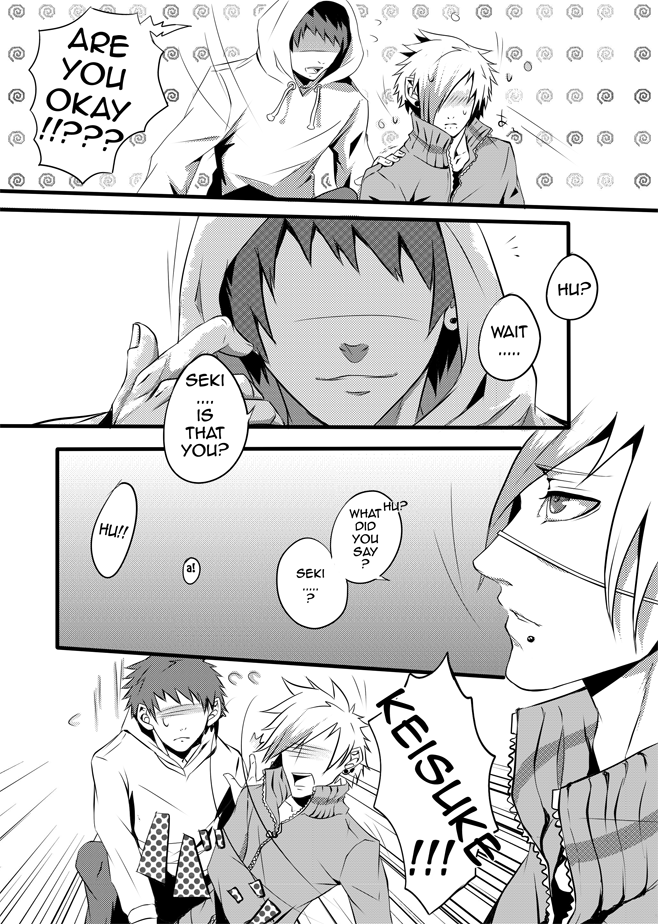 ARE
YOU
OKAY
!!???
HU?
WAIT
.....
SEKI
....
IS
THAT
YOU?
HU?
WHAT
DID
YOU
SAY
?
SEKI
.....
?
a!
HU!!
KEISUKE
!!!